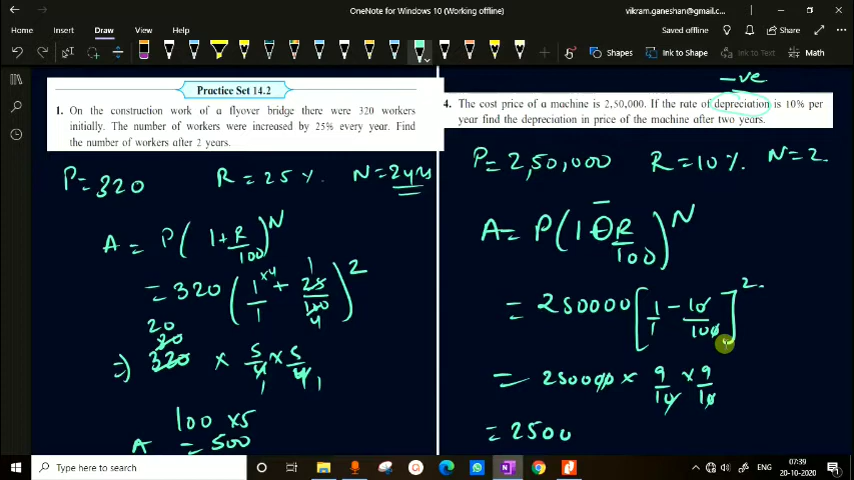 OneNote for Windows 10 (Working offline)
vikram.ganeshan@gmail.c...
Home Insert Draw View Help
Saved offline Share
Shapes Ink to Shape Ink to Text Math
Practice Set 14.2
1. On the construction work of a flyover bridge there were 320 workers
initially. The number of workers were increased by 25% every year. Find
the number of workers after 2 years.
P=320 R=25%. N=2yrs
A = P(1+R/100)^N
=320(1/1 ×4 + 25/100 1 4)^2
20
80
⇒) 320 × 5/4 × 5/4 1 1
100 ×5
A = 500
-ve
4. The cost price of a machine is 2,50,000. If the rate of depreciation is 10% per
year find the depreciation in price of the machine after two years.
P=2,50,000 R=10%. N=2.
A= P(1-R/100)^N
= 250000[1/1 - 10/100]^2.
= 250000 × 9/10 × 9/10
= 2500
Type here to search
ENG
07:39
20-10-2020